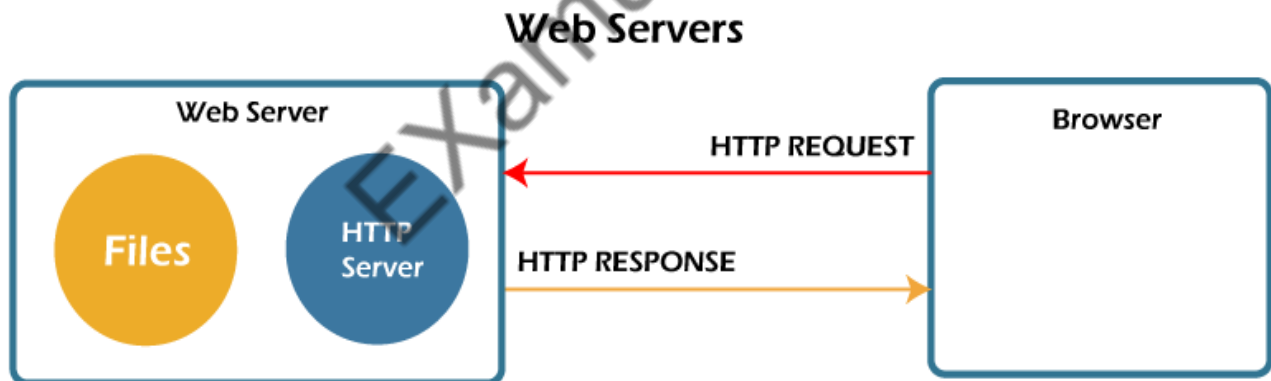 Web Servers
Web Server
Browser
HTTP REQUEST
Files
HTTP
Server
HTTP RESPONSE